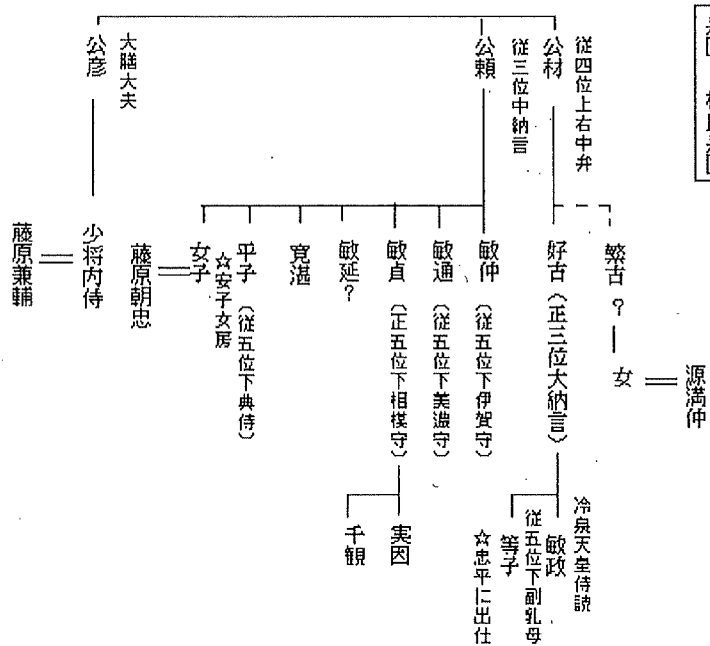 従四位上右中弁
公材
従三位中納言
公頼
大膳大夫
公彦
繁古？
女
源満仲
好古（正三位大納言）
敏仲（従五位下伊賀守）
敏通（従五位下美濃守）
敏貞（正五位下相模守）
敏延？
寛湛
平子（従五位下典侍）
☆安子女房
女子
藤原朝忠
少将内侍
藤原兼輔
冷泉天皇侍読
敏政
従五位下副乳母
等子
☆忠平に出仕
実因
千観